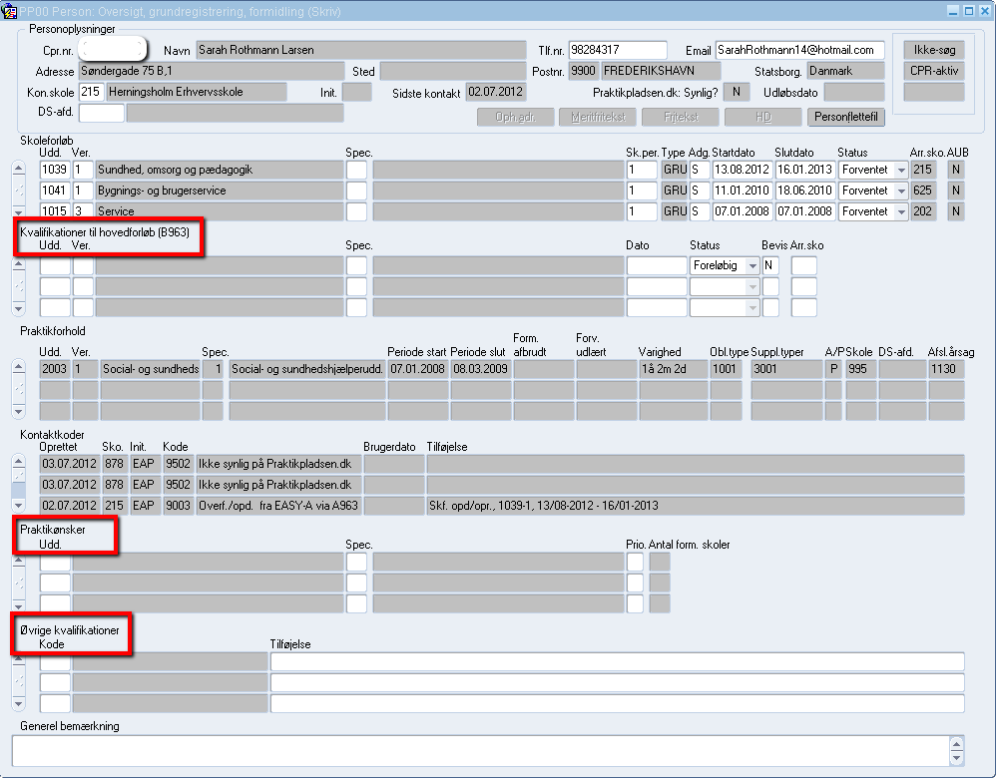 PP00 Person: Oversigt, grundregistrering, formidling (Skriv)
Personoplysninger
Cpr.nr. Navn Sarah Rothmann Larsen Tlf.nr. 98284317 Email SarahRothmann14@hotmail.com Ikke-søg
Adresse Søndergade 75 B,1 Sted Postnr. 9900 FREDERIKSHAVN Statsborg. Danmark CPR-aktiv
Kon.skole 215 Herningsholm Erhvervsskole Init. Sidste kontakt 02.07.2012 Praktikpladsen.dk: Synlig? N Udløbsdato
DS-afd. Oph.adr. Meritfritekst Fritekst HD Personflettefil
Skoleforløb
Udd. Ver. Spec. Sk.per. Type Adg. Startdato Slutdato Status Arr.sko. AUB
1039 1 Sundhed, omsorg og pædagogik 1 GRU S 13.08.2012 16.01.2013 Forventet 215 N
1041 1 Bygnings- og brugerservice 1 GRU S 11.01.2010 18.06.2010 Forventet 625 N
1015 3 Service 1 GRU S 07.01.2008 07.01.2008 Forventet 202 N
Kvalifikationer til hovedforløb (B963)
Udd. Ver. Spec. Dato Status Bevis Arr.sko
Foreløbig N
Praktikforhold
Form. Forv.
Udd. Ver. Spec. Periode start Periode slut afbrudt udlært Varighed Obl.type Suppl.typer A/P Skole DS-afd. Afsl.årsag
2003 1 Social- og sundheds 1 Social- og sundhedshjælperudd. 07.01.2008 08.03.2009 1å 2m 2d 1001 3001 P 995 1130
Kontaktkoder
Oprettet Sko. Init. Kode Brugerdato Tilføjelse
03.07.2012 878 EAP 9502 Ikke synlig på Praktikpladsen.dk
03.07.2012 878 EAP 9502 Ikke synlig på Praktikpladsen.dk
02.07.2012 215 EAP 9003 Overf./opd. fra EASY-A via A963 Skf. opd/opr., 1039-1, 13/08-2012 - 16/01-2013
Praktikønsker
Udd. Spec. Prio. Antal form. skoler
Øvrige kvalifikationer
Kode Tilføjelse
Generel bemærkning